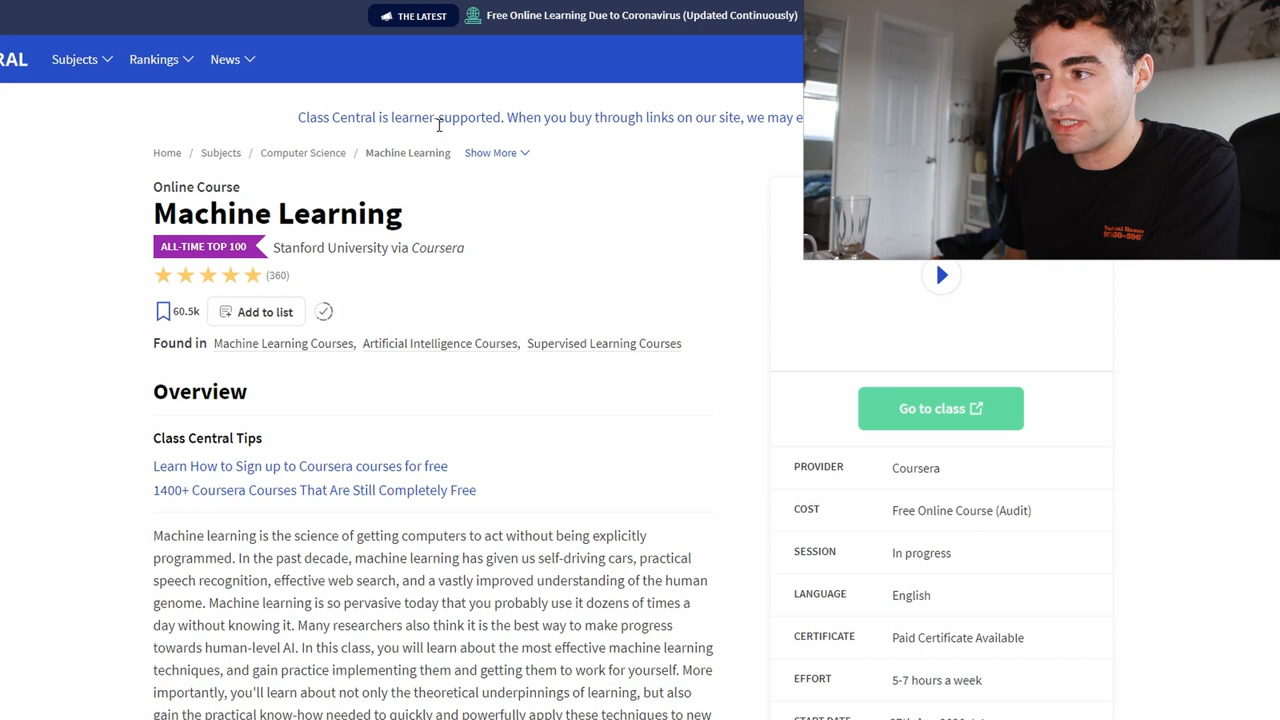 THE LATEST
Free Online Learning Due to Coronavirus (Updated Continuously)
RAL
Subjects
Rankings
News
Class Central is learner-supported. When you buy through links on our site, we may e
Home / Subjects / Computer Science / Machine Learning
Show More
Online Course
Machine Learning
ALL-TIME TOP 100
Stanford University via Coursera
(360)
60.5k
Add to list
Found in Machine Learning Courses, Artificial Intelligence Courses, Supervised Learning Courses
Overview
Class Central Tips
Learn How to Sign up to Coursera courses for free
1400+ Coursera Courses That Are Still Completely Free
Machine learning is the science of getting computers to act without being explicitly
programmed. In the past decade, machine learning has given us self-driving cars, practical
speech recognition, effective web search, and a vastly improved understanding of the human
genome. Machine learning is so pervasive today that you probably use it dozens of times a
day without knowing it. Many researchers also think it is the best way to make progress
towards human-level AI. In this class, you will learn about the most effective machine learning
techniques, and gain practice implementing them and getting them to work for yourself. More
importantly, you'll learn about not only the theoretical underpinnings of learning, but also
gain the practical know-how needed to quickly and powerfully apply these techniques to new
Go to class
PROVIDER Coursera
COST Free Online Course (Audit)
SESSION In progress
LANGUAGE English
CERTIFICATE Paid Certificate Available
EFFORT 5-7 hours a week
START DATE